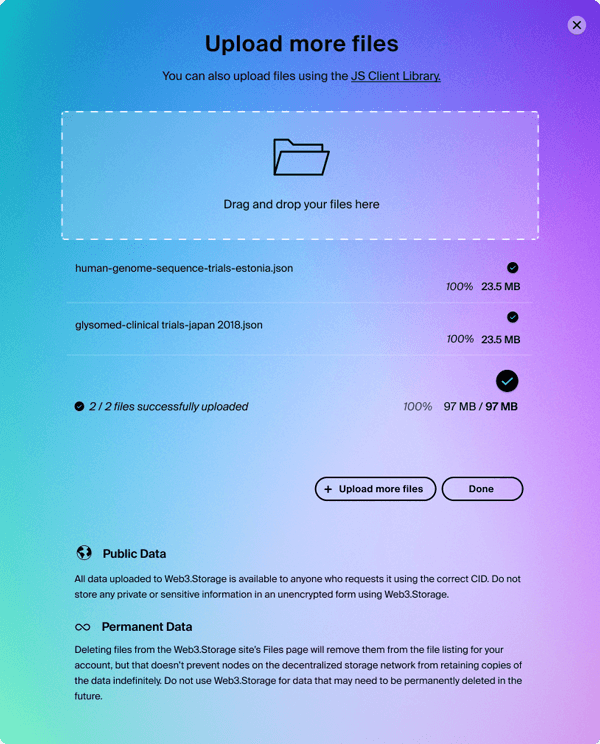 Upload more files
You can also upload files using the JS Client Library.
Drag and drop your files here
human-genome-sequence-trials-estonia.json
100% 23.5 MB
glysomed-clinical trials-japan 2018.json
100% 23.5 MB
2 / 2 files successfully uploaded 100% 97 MB / 97 MB
+ Upload more files Done
Public Data
All data uploaded to Web3.Storage is available to anyone who requests it using the correct CID. Do not
store any private or sensitive information in an unencrypted form using Web3.Storage.
Permanent Data
Deleting files from the Web3.Storage site's Files page will remove them from the file listing for your
account, but that doesn't prevent nodes on the decentralized storage network from retaining copies of
the data indefinitely. Do not use Web3.Storage for data that may need to be permanently deleted in the
future.